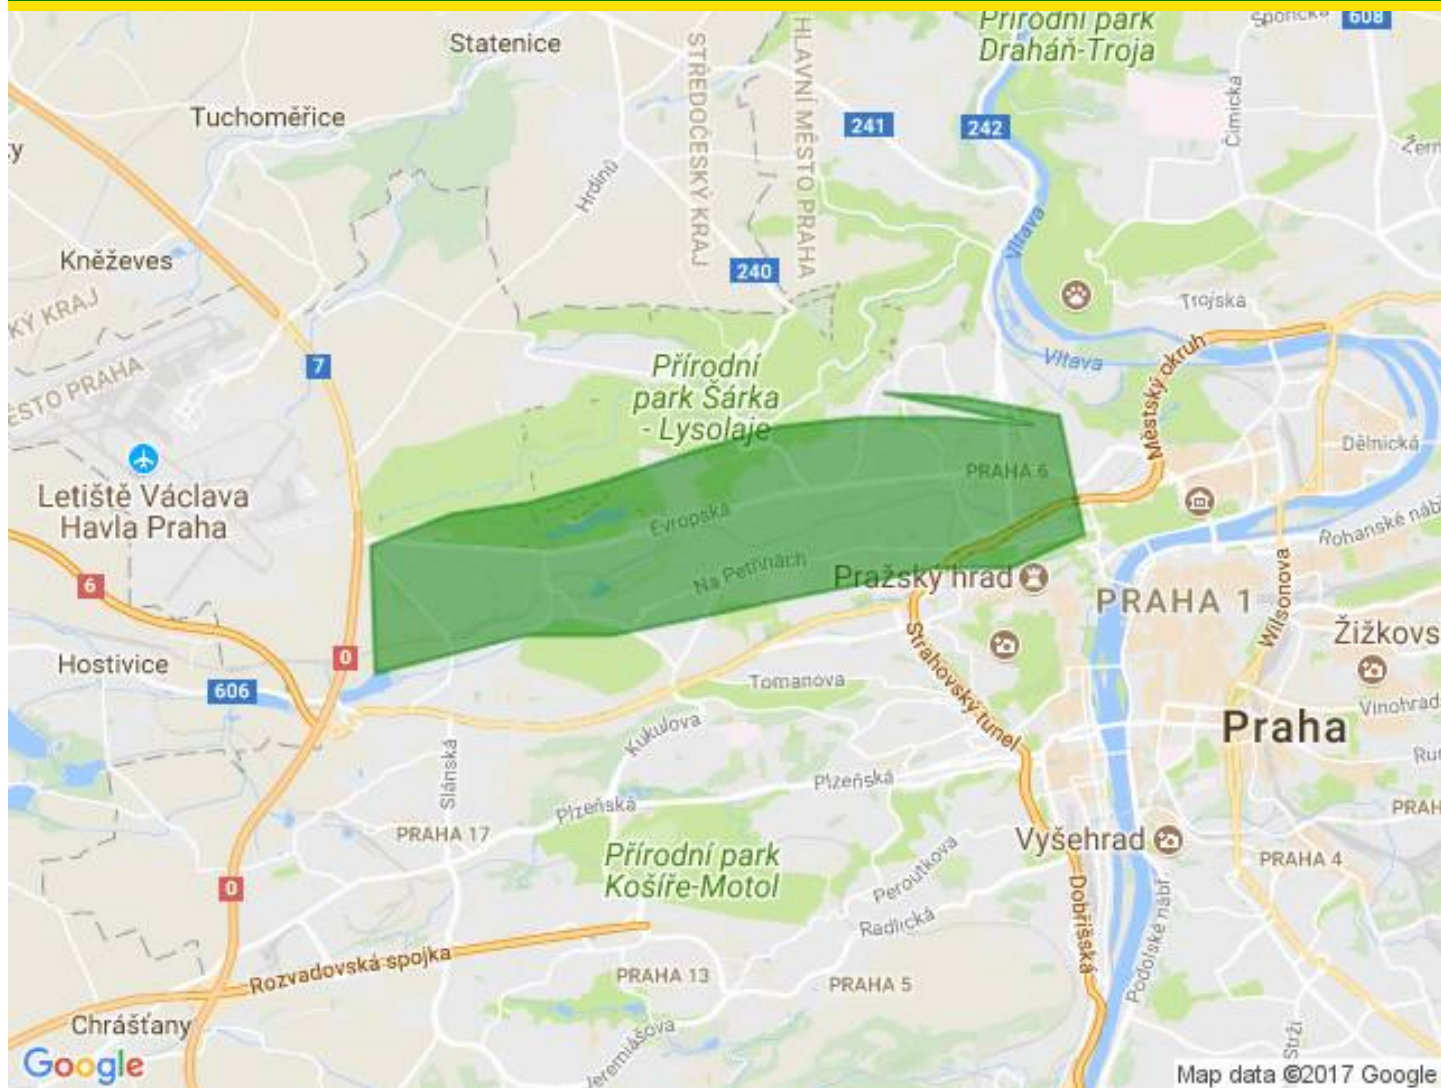 Přírodní park
Draháň-Troja
608
Statenice
STŘEDOČESKÝ KRAJ
HLAVNÍ MĚSTO PRAHA
Tuchoměřice
241
242
Čimická
Hrdinů
Vltava
Kněževes
240
Trojská
7
Přírodní
park Šárka
- Lysolaje
Vltava
Městský okruh
Dělnická
Letiště Václava
Havla Praha
PRAHA 6
Evropská
Na Petřinách
6
Pražský hrad
PRAHA 1
Wilsonova
Hostivice
0
606
Strahovský tunel
Tomanova
Kukulova
Praha
Slánská
Plzeňská
Plzeňská
PRAHA 17
Vyšehrad
PRAHA 4
Přírodní park
Košíře-Motol
Peroutkova
Radlická
0
Dobříšská
Podolské nábř.
Rozvadovská spojka
PRAHA 13
PRAHA 5
Chrášťany
Jeremiášova
Google
Map data ©2017 Google